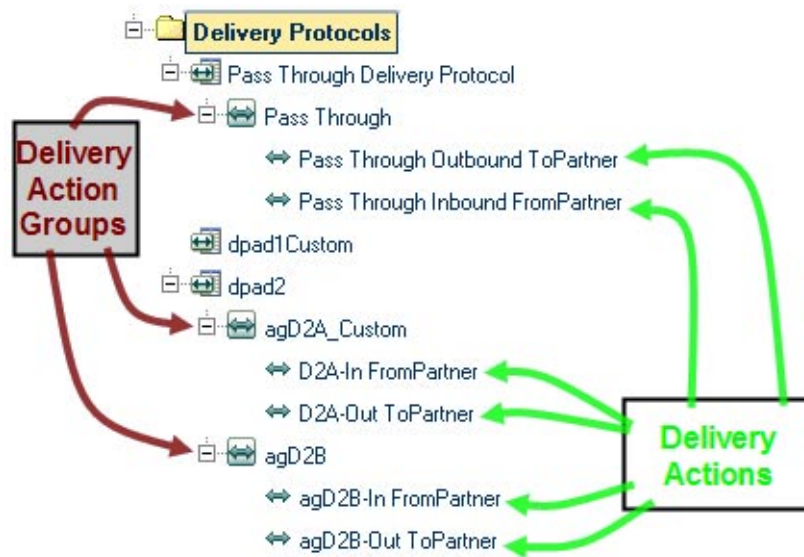 Delivery Protocols
Pass Through Delivery Protocol
Pass Through
Pass Through Outbound ToPartner
Pass Through Inbound FromPartner
dpad1Custom
dpad2
agD2A_Custom
D2A-In FromPartner
D2A-Out ToPartner
agD2B
agD2B-In FromPartner
agD2B-Out ToPartner
Delivery
Action
Groups
Delivery
Actions